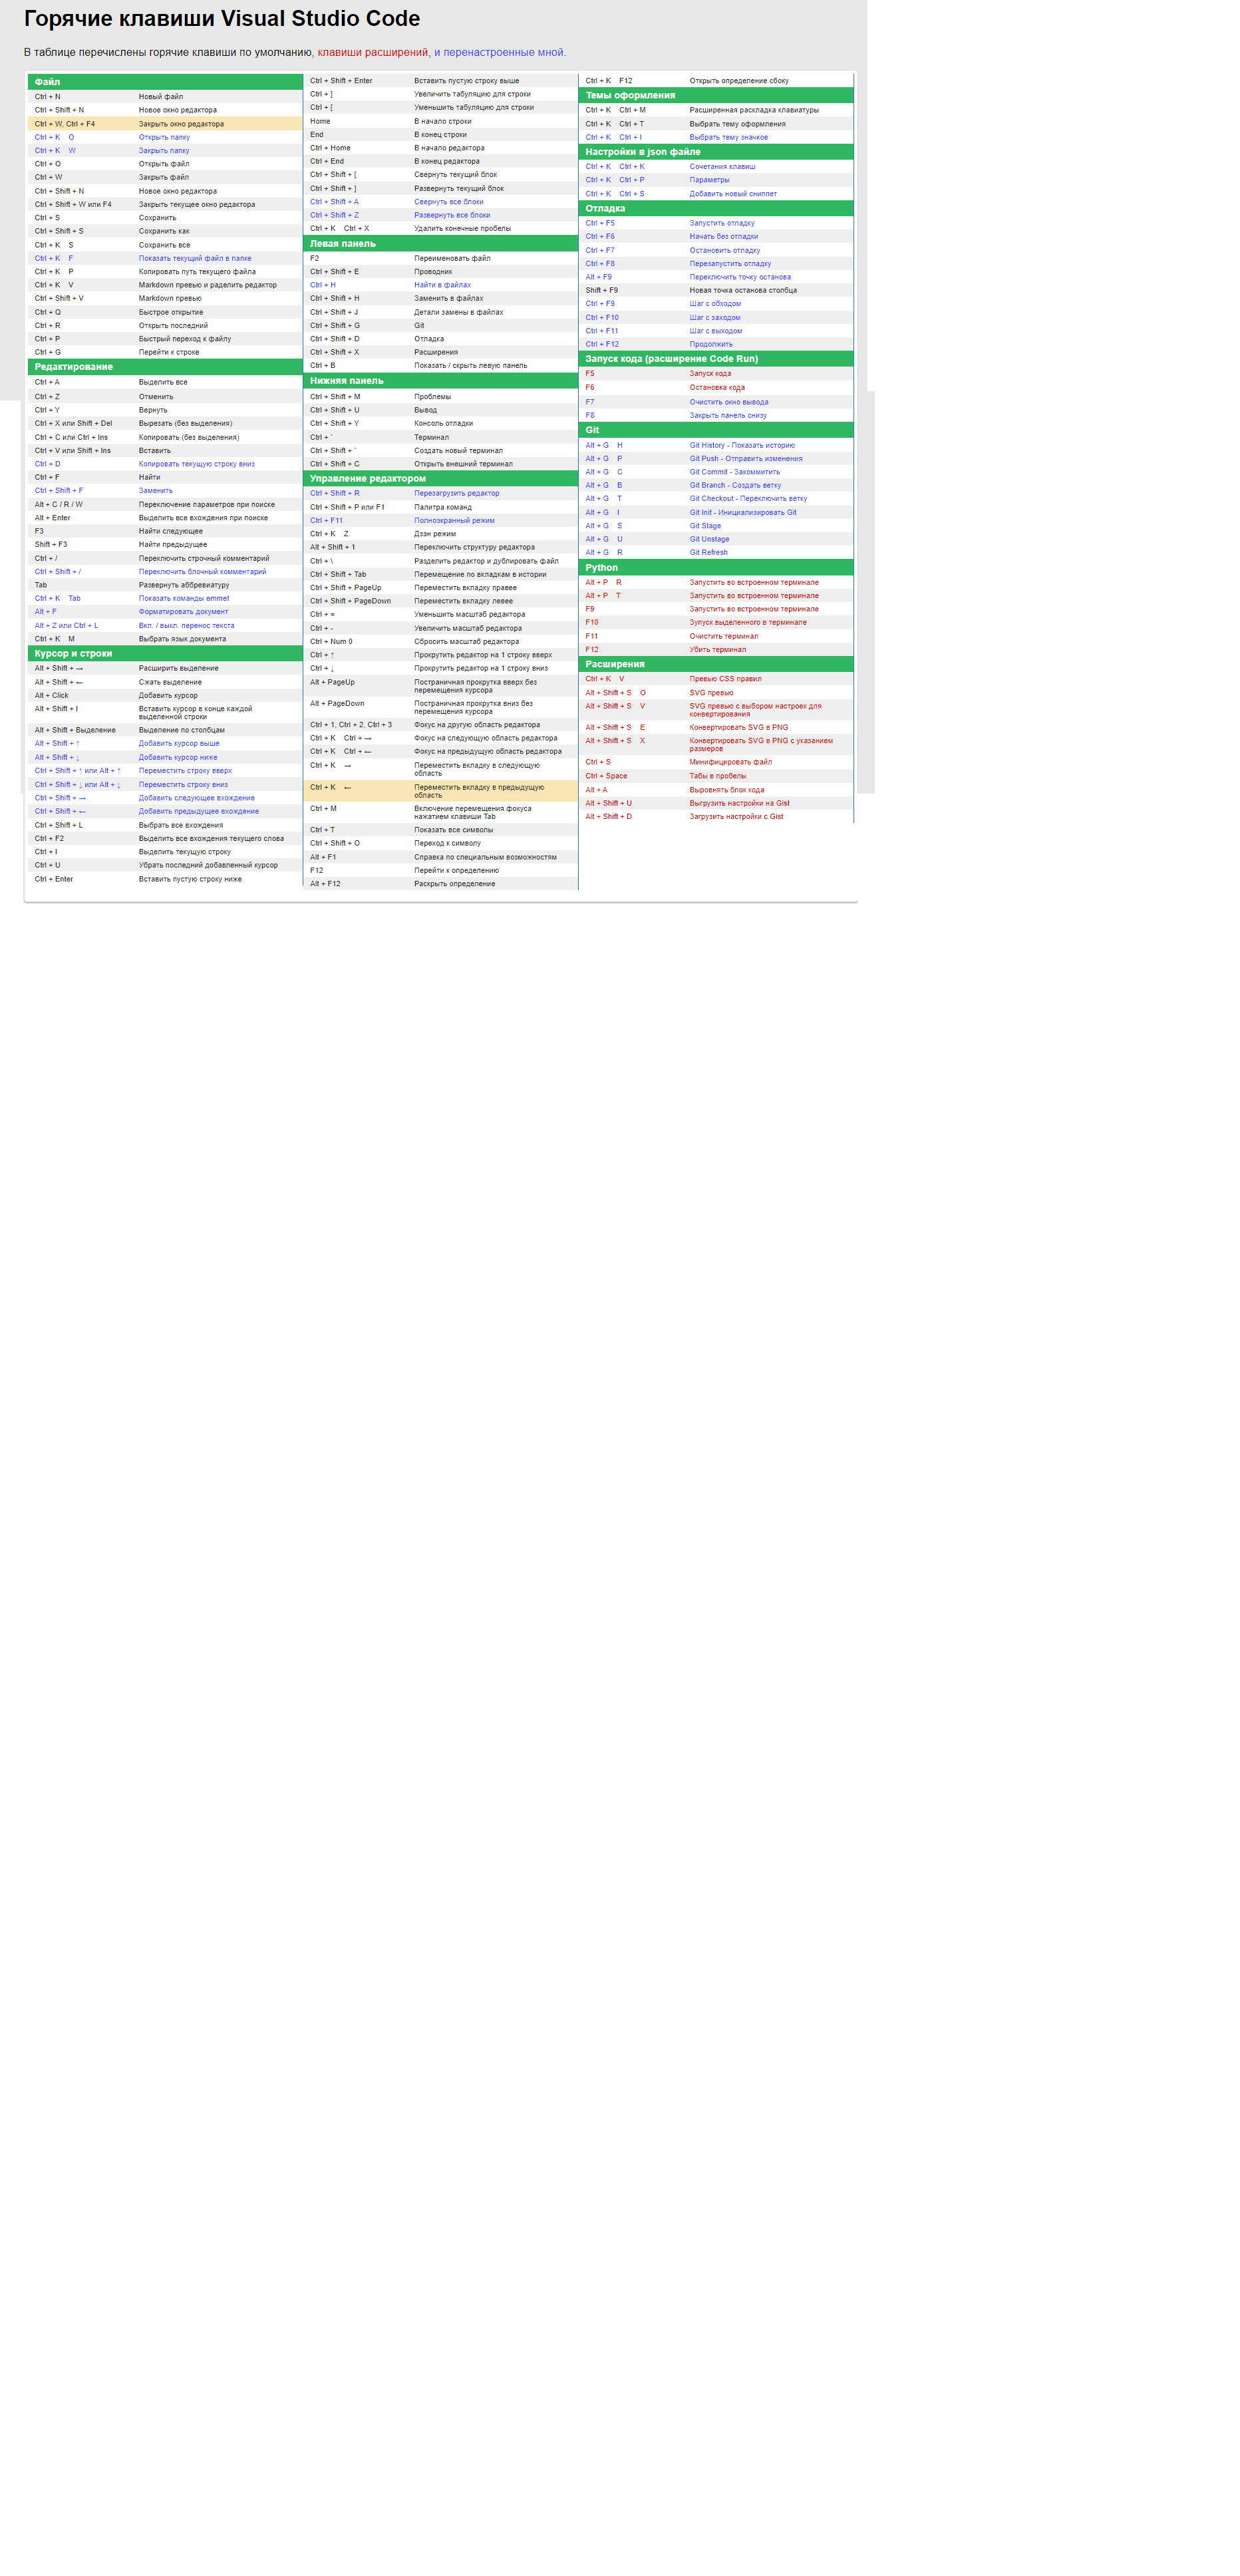 Горячие клавиши Visual Studio Code
В таблице перечислены горячие клавиши по умолчанию, клавиши расширений, и перенастроенные мной.
Файл
Ctrl + N Новый файл
Ctrl + Shift + N Новое окно редактора
Ctrl + W, Ctrl + F4 Закрыть окно редактора
Ctrl + K O Открыть папку
Ctrl + K W Закрыть папку
Ctrl + O Открыть файл
Ctrl + W Закрыть файл
Ctrl + Shift + N Новое окно редактора
Ctrl + Shift + W или F4 Закрыть текущее окно редактора
Ctrl + S Сохранить
Ctrl + Shift + S Сохранить как
Ctrl + K S Сохранить все
Ctrl + K F Показать текущий файл в папке
Ctrl + K P Копировать путь текущего файла
Ctrl + K V Markdown превью и раделить редактор
Ctrl + Shift + V Markdown превью
Ctrl + Q Быстрое открытие
Ctrl + R Открыть последний
Ctrl + P Быстрый переход к файлу
Ctrl + G Перейти к строке
Редактирование
Ctrl + A Выделить все
Ctrl + Z Отменить
Ctrl + Y Вернуть
Ctrl + X или Shift + Del Вырезать (без выделения)
Ctrl + C или Ctrl + Ins Копировать (без выделения)
Ctrl + V или Shift + Ins Вставить
Ctrl + D Копировать текущую строку вниз
Ctrl + F Найти
Ctrl + Shift + F Заменить
Alt + C / R / W Переключение параметров при поиске
Alt + Enter Выделить все вхождения при поиске
F3 Найти следующее
Shift + F3 Найти предыдущее
Ctrl + / Переключить строчный комментарий
Ctrl + Shift + / Переключить блочный комментарий
Tab Развернуть аббревиатуру
Ctrl + K Tab Показать команды emmet
Alt + F Форматировать документ
Alt + Z или Ctrl + L Вкл. / выкл. перенос текста
Ctrl + K M Выбрать язык документа
Курсор и строки
Alt + Shift + → Расширить выделение
Alt + Shift + ← Сжать выделение
Alt + Click Добавить курсор
Alt + Shift + I Вставить курсор в конце каждой
выделенной строки
Alt + Shift + Выделение Выделение по столбцам
Alt + Shift + ↑ Добавить курсор выше
Alt + Shift + ↓ Добавить курсор ниже
Ctrl + Shift + ↑ или Alt + ↑ Переместить строку вверх
Ctrl + Shift + ↓ или Alt + ↓ Переместить строку вниз
Ctrl + Shift + → Добавить следующее вхождение
Ctrl + Shift + ← Добавить предыдущее вхождение
Ctrl + Shift + L Выбрать все вхождения
Ctrl + F2 Выделить все вхождения текущего слова
Ctrl + I Выделить текущую строку
Ctrl + U Убрать последний добавленный курсор
Ctrl + Enter Вставить пустую строку ниже
Ctrl + Shift + Enter Вставить пустую строку выше
Ctrl + ] Увеличить табуляцию для строки
Ctrl + [ Уменьшить табуляцию для строки
Home В начало строки
End В конец строки
Ctrl + Home В начало редактора
Ctrl + End В конец редактора
Ctrl + Shift + [ Свернуть текущий блок
Ctrl + Shift + ] Развернуть текущий блок
Ctrl + Shift + A Свернуть все блоки
Ctrl + Shift + Z Развернуть все блоки
Ctrl + K Ctrl + X Удалить конечные пробелы
Левая панель
F2 Переименовать файл
Ctrl + Shift + E Проводник
Ctrl + H Найти в файлах
Ctrl + Shift + H Заменить в файлах
Ctrl + Shift + J Детали замены в файлах
Ctrl + Shift + G Git
Ctrl + Shift + D Отладка
Ctrl + Shift + X Расширения
Ctrl + B Показать / скрыть левую панель
Нижняя панель
Ctrl + Shift + M Проблемы
Ctrl + Shift + U Вывод
Ctrl + Shift + Y Консоль отладки
Ctrl + ' Терминал
Ctrl + Shift + ' Создать новый терминал
Ctrl + Shift + C Открыть внешний терминал
Управление редактором
Ctrl + Shift + R Перезагрузить редактор
Ctrl + Shift + P или F1 Палитра команд
Ctrl + F11 Полноэкранный режим
Ctrl + K Z Дзэн режим
Alt + Shift + 1 Переключить структуру редактора
Ctrl + \ Разделить редактор и дублировать файл
Ctrl + Shift + Tab Перемещение по вкладкам в истории
Ctrl + Shift + PageUp Переместить вкладку правее
Ctrl + Shift + PageDown Переместить вкладку левее
Ctrl + = Уменьшить масштаб редактора
Ctrl + - Увеличить масштаб редактора
Ctrl + Num 0 Сбросить масштаб редактора
Ctrl + ↑ Прокрутить редактор на 1 строку вверх
Ctrl + ↓ Прокрутить редактор на 1 строку вниз
Alt + PageUp Постраничная прокрутка вверх без
перемещения курсора
Alt + PageDown Постраничная прокрутка вниз без
перемещения курсора
Ctrl + 1, Ctrl + 2, Ctrl + 3 Фокус на другую область редактора
Ctrl + K Ctrl + → Фокус на следующую область редактора
Ctrl + K Ctrl + ← Фокус на предыдущую область редактора
Ctrl + K → Переместить вкладку в следующую
область
Ctrl + K ← Переместить вкладку в предыдущую
область
Ctrl + M Включение перемещения фокуса
нажатием клавиши Tab
Ctrl + T Показать все символы
Ctrl + Shift + O Переход к символу
Alt + F1 Справка по специальным возможностям
F12 Перейти к определению
Alt + F12 Раскрыть определение
Ctrl + K F12 Открыть определение сбоку
Темы оформления
Ctrl + K Ctrl + M Расширенная раскладка клавиатуры
Ctrl + K Ctrl + T Выбрать тему оформления
Ctrl + K Ctrl + I Выбрать тему значков
Настройки в json файле
Ctrl + K Ctrl + K Сочетания клавиш
Ctrl + K Ctrl + P Параметры
Ctrl + K Ctrl + S Добавить новый сниппет
Отладка
Ctrl + F5 Запустить отладку
Ctrl + F6 Начать без отладки
Ctrl + F7 Остановить отладку
Ctrl + F8 Перезапустить отладку
Alt + F9 Переключить точку останова
Shift + F9 Новая точка останова столбца
Ctrl + F9 Шаг с обходом
Ctrl + F10 Шаг с заходом
Ctrl + F11 Шаг с выходом
Ctrl + F12 Продолжить
Запуск кода (расширение Code Run)
F5 Запуск кода
F6 Остановка кода
F7 Очистить окно вывода
F8 Закрыть панель снизу
Git
Alt + G H Git History - Показать историю
Alt + G P Git Push - Отправить изменения
Alt + G C Git Commit - Закоммитить
Alt + G B Git Branch - Создать ветку
Alt + G T Git Checkout - Переключить ветку
Alt + G I Git Init - Инициализировать Git
Alt + G S Git Stage
Alt + G U Git Unstage
Alt + G R Git Refresh
Python
Alt + P R Запустить во встроенном терминале
Alt + P T Запустить во встроенном терминале
F9 Запустить во встроенном терминале
F10 Зупуск выделенного в терминале
F11 Очистить терминал
F12 Убить терминал
Расширения
Ctrl + K V Превью CSS правил
Alt + Shift + S O SVG превью
Alt + Shift + S V SVG превью с выбором настроек для
конвертирования
Alt + Shift + S E Конвертировать SVG в PNG
Alt + Shift + S X Конвертировать SVG в PNG с указанием
размеров
Ctrl + S Минифицировать файл
Ctrl + Space Табы в пробелы
Alt + A Выровнять блок кода
Alt + Shift + U Выгрузить настройки на Gist
Alt + Shift + D Загрузить настройки с Gist